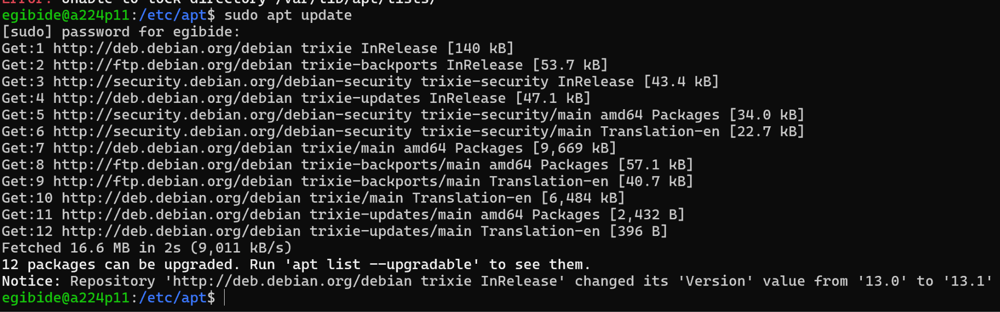 Error: Unable to lock directory /var/lib/apt/lists/
egibide@a224p11:/etc/apt$ sudo apt update
[sudo] password for egibide:
Get:1 http://deb.debian.org/debian trixie InRelease [140 kB]
Get:2 http://ftp.debian.org/debian trixie-backports InRelease [53.7 kB]
Get:3 http://security.debian.org/debian-security trixie-security InRelease [43.4 kB]
Get:4 http://deb.debian.org/debian trixie-updates InRelease [47.1 kB]
Get:5 http://security.debian.org/debian-security trixie-security/main amd64 Packages [34.0 kB]
Get:6 http://security.debian.org/debian-security trixie-security/main Translation-en [22.7 kB]
Get:7 http://deb.debian.org/debian trixie/main amd64 Packages [9,669 kB]
Get:8 http://ftp.debian.org/debian trixie-backports/main amd64 Packages [57.1 kB]
Get:9 http://ftp.debian.org/debian trixie-backports/main Translation-en [40.7 kB]
Get:10 http://deb.debian.org/debian trixie/main Translation-en [6,484 kB]
Get:11 http://deb.debian.org/debian trixie-updates/main amd64 Packages [2,432 B]
Get:12 http://deb.debian.org/debian trixie-updates/main Translation-en [396 B]
Fetched 16.6 MB in 2s (9,011 kB/s)
12 packages can be upgraded. Run 'apt list --upgradable' to see them.
Notice: Repository 'http://deb.debian.org/debian trixie InRelease' changed its 'Version' value from '13.0' to '13.1'
egibide@a224p11:/etc/apt$